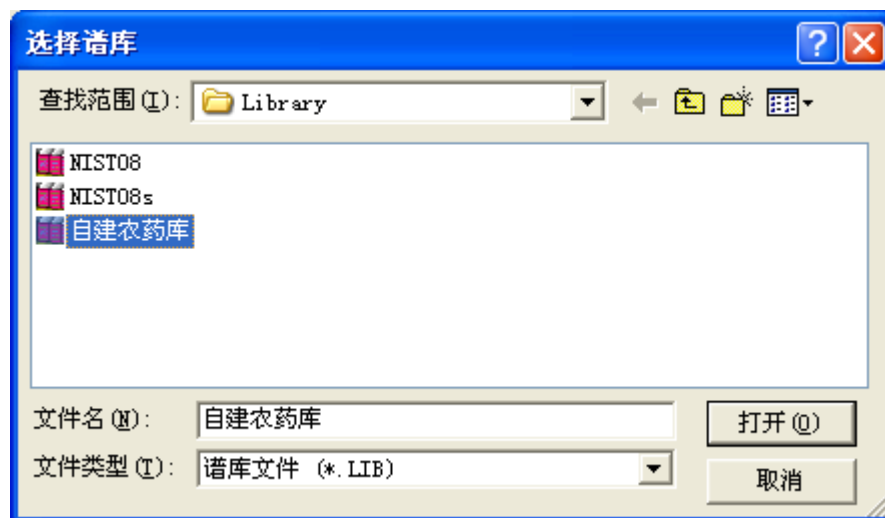 选择谱库
查找范围(I): Library
NIST08
NIST08s
自建农药库
文件名(N): 自建农药库
打开(O)
文件类型(T): 谱库文件 (*.LIB)
取消